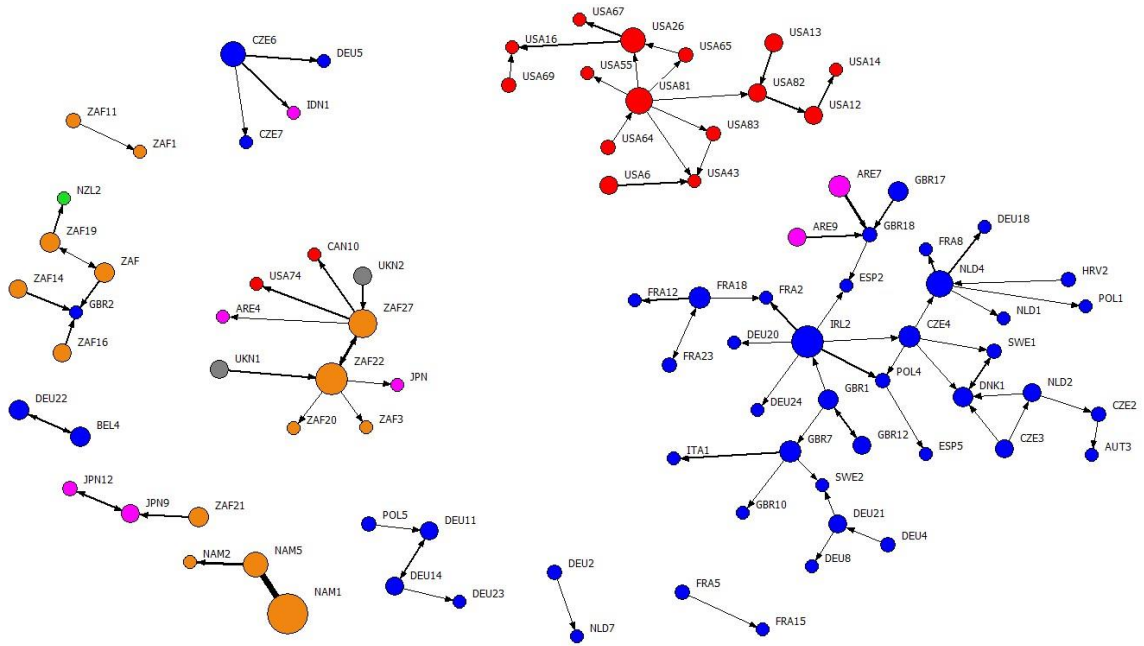 USA67
USA26
USA16
USA13
CZE6
DEU5
USA65
USA55
USA69
USA82
USA14
USA81
USA12
IDN1
ZAF11
USA83
CZE7
ZAF1
USA64
USA6
USA43
ARE7
GBR17
NZL2
DEU18
ARE9
GBR18
ZAF19
FRA8
CAN10
ZAF
UKN2
NLD4
HRV2
ZAF14
USA74
ESP2
GBR2
FRA12
FRA18
FRA2
POL1
ARE4
ZAF27
NLD1
IRL2
CZE4
ZAF16
DEU20
SWE1
FRA23
UKN1
ZAF22
JPN
POL4
DNK1
NLD2
DEU22
GBR1
DEU24
CZE2
BEL4
ZAF20
ZAF3
GBR12
ESP5
CZE3
AUT3
GBR7
ITA1
JPN12
SWE2
JPN9
ZAF21
GBR10
POL5
DEU11
DEU21
DEU4
NAM2
NAM5
DEU8
DEU2
DEU14
FRA5
NAM1
DEU23
NLD7
FRA15